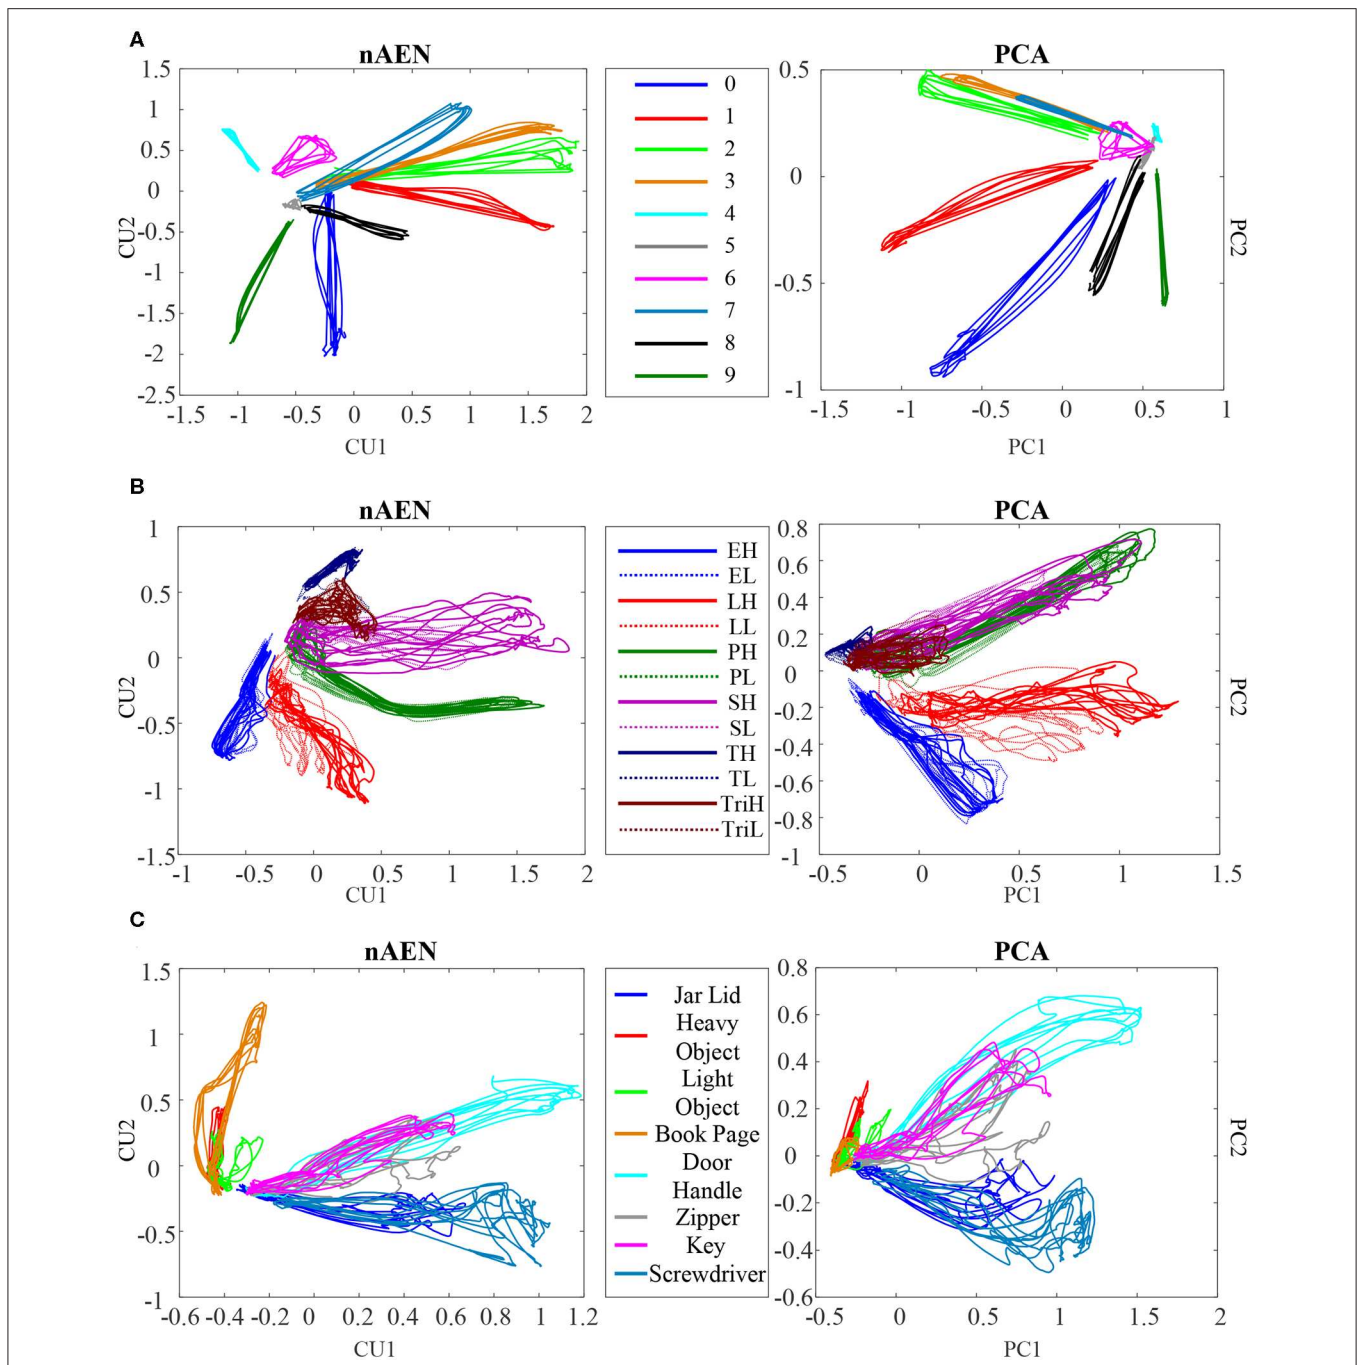 A
nAEN
PCA
1.5
1
0.5
0
-0.5
-1
-1.5
-2
-2.5
CU2
-1.5
-1
-0.5
0
0.5
1
1.5
2
CU1
0
1
2
3
4
5
6
7
8
9
0.5
0
-0.5
-1
PC2
-1.5
-1
-0.5
0
0.5
1
PC1
B
nAEN
PCA
1
0.5
0
-0.5
-1
-1.5
CU2
-1
-0.5
0
0.5
1
1.5
2
CU1
EH
EL
LH
LL
PH
PL
SH
SL
TH
TL
TriH
TriL
0.8
0.6
0.4
0.2
0
-0.2
-0.4
-0.6
-0.8
-1
PC2
-0.5
0
0.5
1
1.5
PC1
C
nAEN
PCA
1.5
1
0.5
0
-0.5
-1
CU2
-0.6
-0.4
-0.2
0
0.2
0.4
0.6
0.8
1
1.2
CU1
Jar Lid
Heavy
Object
Light
Object
Book Page
Door
Handle
Zipper
Key
Screwdriver
0.8
0.6
0.4
0.2
0
-0.2
-0.4
-0.6
PC2
-0.5
0
0.5
1
1.5
2
PC1